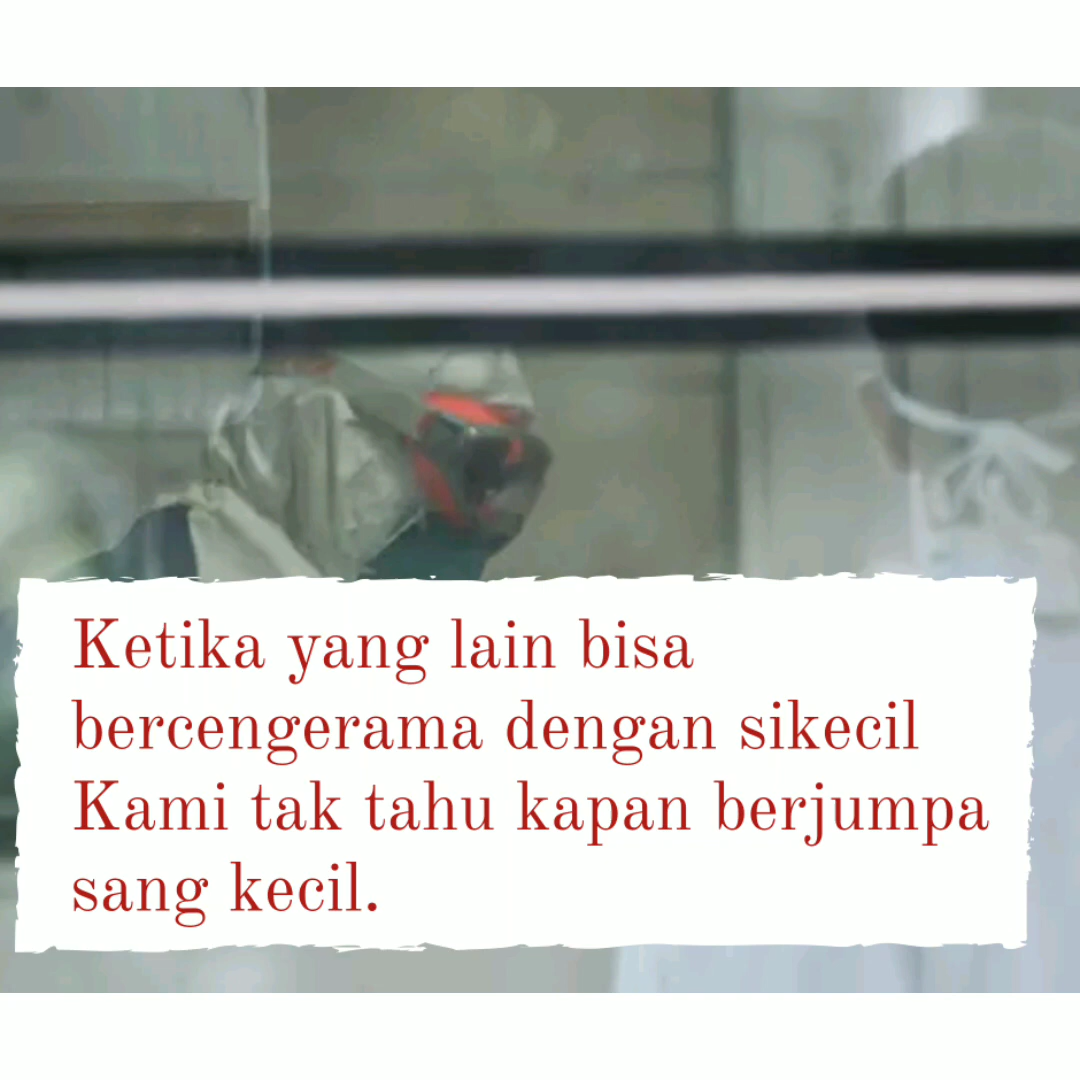 Ketika yang lain bisa
bercengerama dengan sikecil
Kami tak tahu kapan berjumpa
sang kecil.